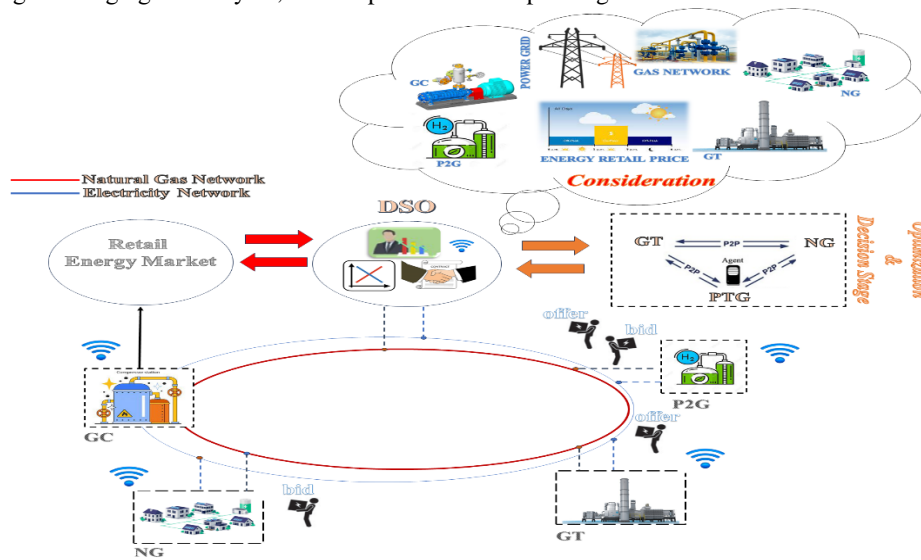 POWER GRID
GC
GAS NETWORK
NG
H₂
P2G
ENERGY RETAIL PRICE
GT
Consideration
Natural Gas Network
Electricity Network
DSO
Retail
Energy Market
GT
P2P
NG
P2P
Agent
P2P
PTG
Decision Stage
&
offer
bid
H₂
P2G
offer
GC
bid
NG
GT